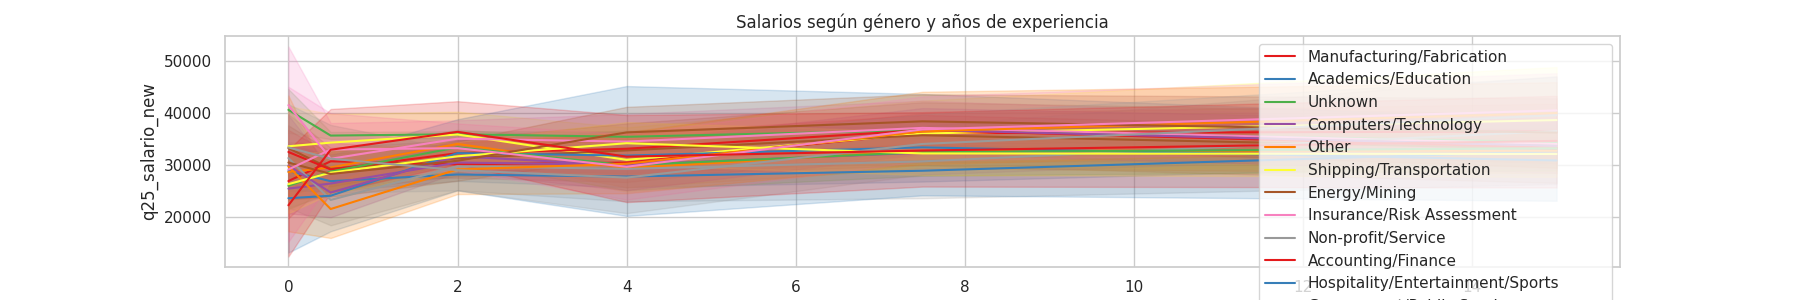 Salarios según género y años de experiencia
q25_salario_new
50000
40000
30000
20000
0 2 4 6 8 10 12 14
Manufacturing/Fabrication
Academics/Education
Unknown
Computers/Technology
Other
Shipping/Transportation
Energy/Mining
Insurance/Risk Assessment
Non-profit/Service
Accounting/Finance
Hospitality/Entertainment/Sports